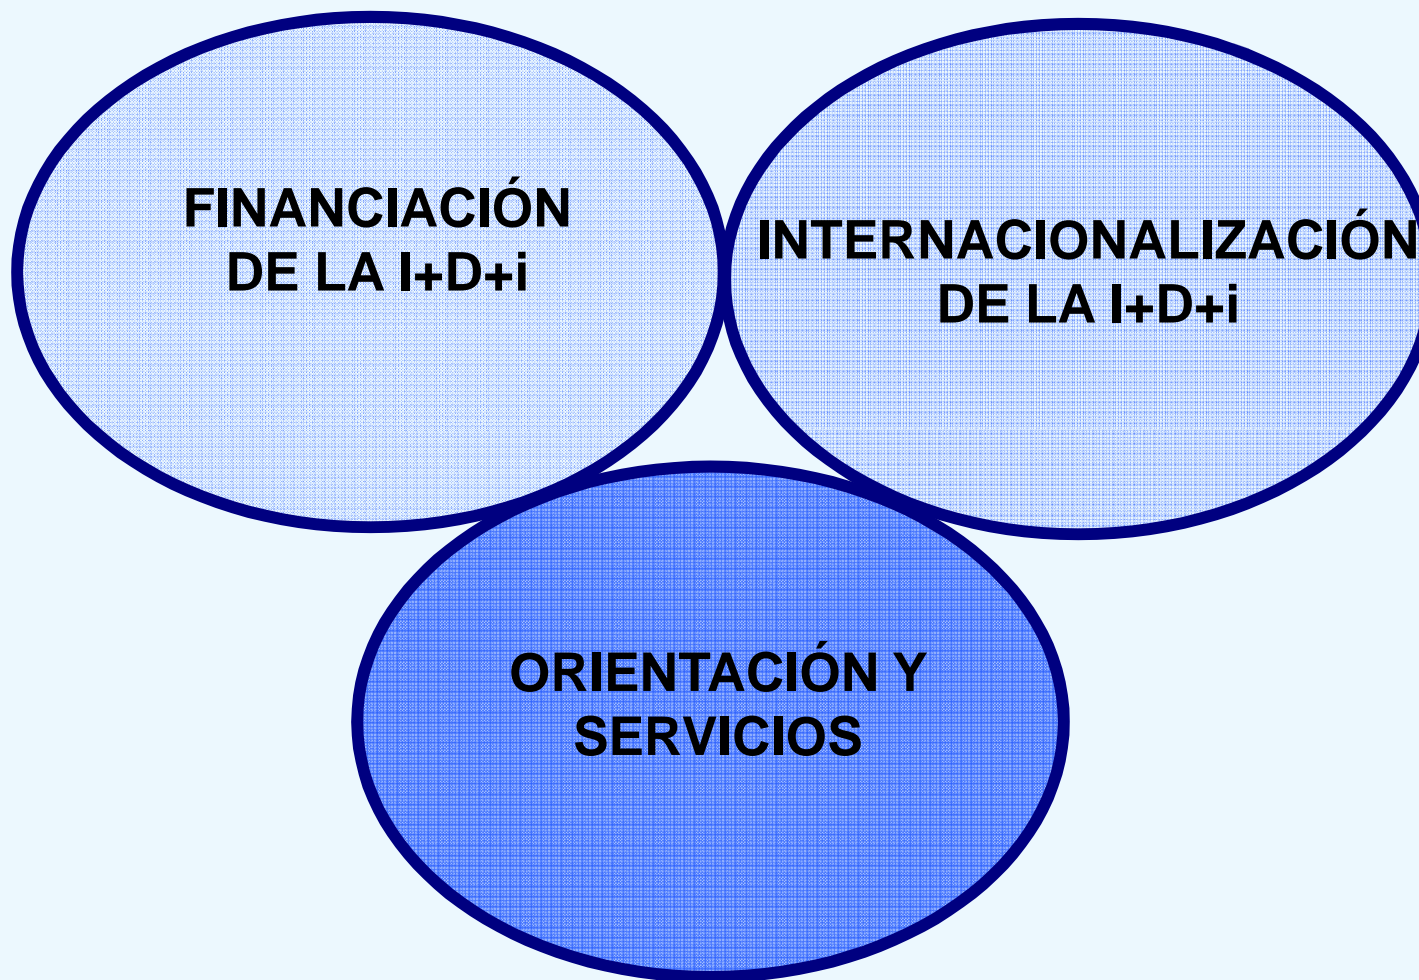 FINANCIACIÓN
DE LA I+D+i
INTERNACIONALIZACIÓN
DE LA I+D+i
ORIENTACIÓN Y
SERVICIOS